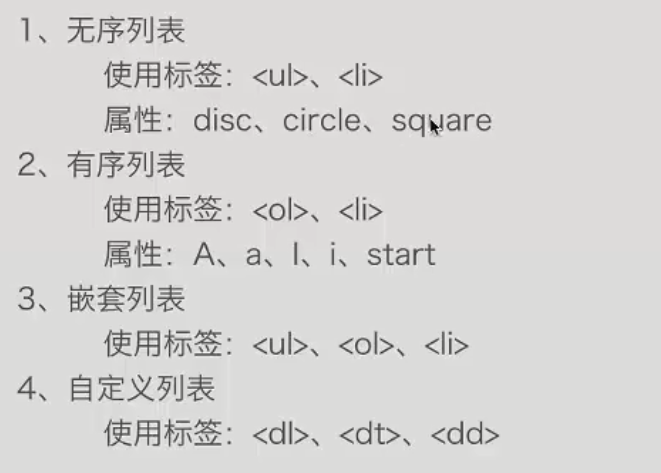 1、无序列表
使用标签：<ul>、<li>
属性：disc、circle、square
2、有序列表
使用标签：<ol>、<li>
属性：A、a、I、i、start
3、嵌套列表
使用标签：<ul>、<ol>、<li>
4、自定义列表
使用标签：<dl>、<dt>、<dd>